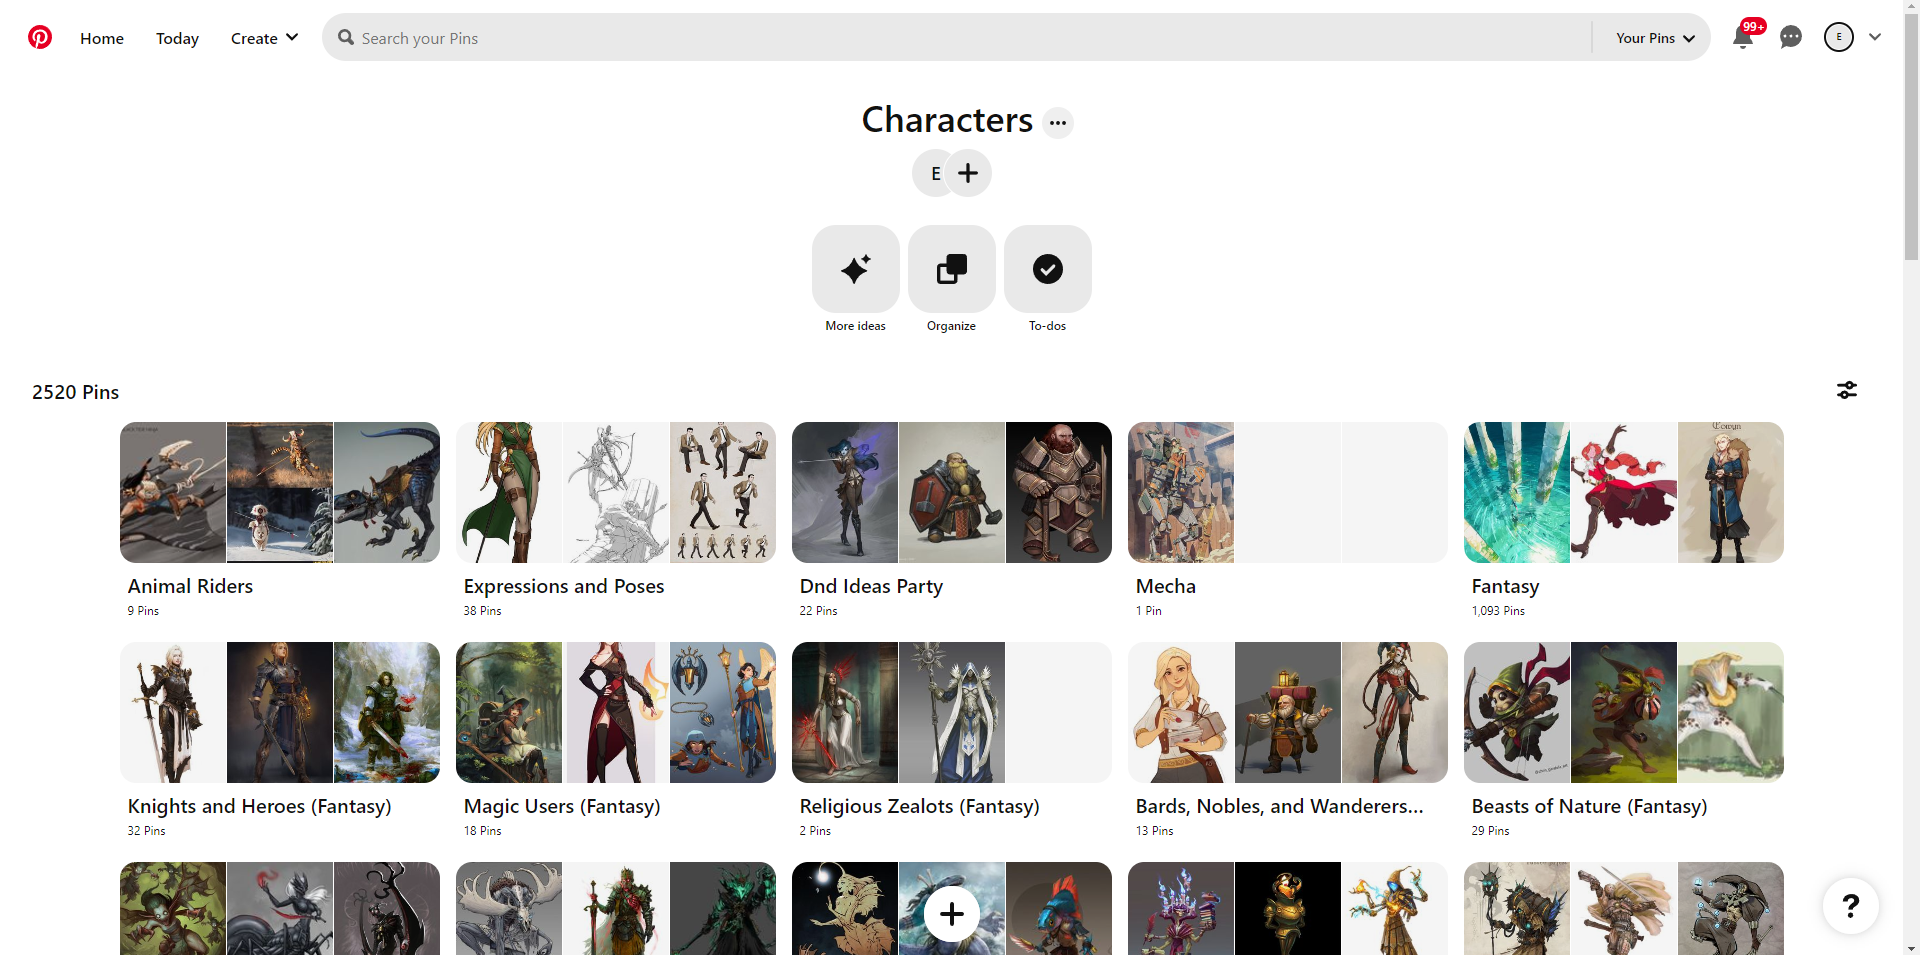 Home
Today
Create
Search your Pins
Your Pins
99+
E
Characters
E
More ideas
Organize
To-dos
2520 Pins
Cowyn
Animal Riders
9 Pins
Expressions and Poses
38 Pins
Dnd Ideas Party
22 Pins
Mecha
1 Pin
Fantasy
1,093 Pins
Knights and Heroes (Fantasy)
32 Pins
Magic Users (Fantasy)
18 Pins
Religious Zealots (Fantasy)
2 Pins
Bards, Nobles, and Wanderers...
13 Pins
Beasts of Nature (Fantasy)
29 Pins
?